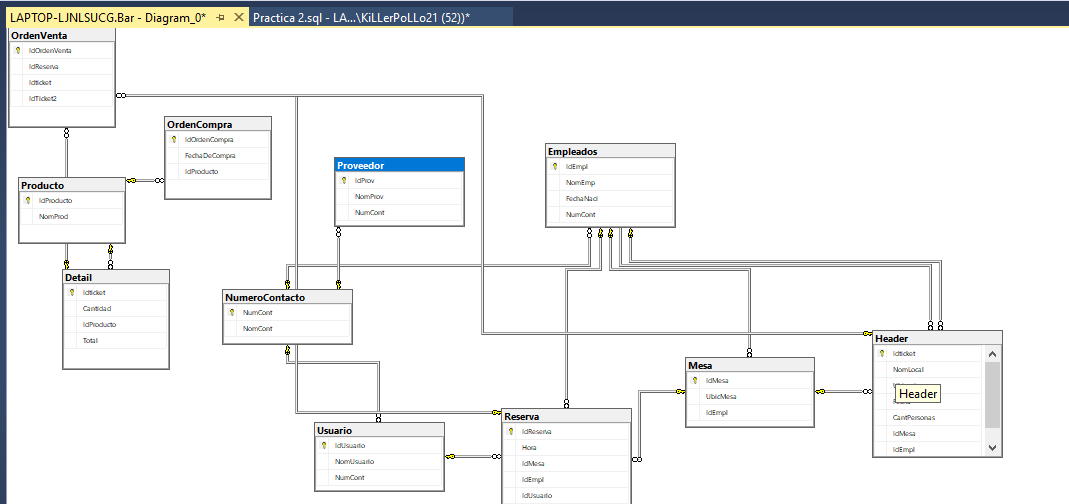 LAPTOP-LJNLSUCG.Bar - Diagram_0*
Practica 2.sql - LA...\KiLLerPoLLo21 (52))*
OrdenVenta
IdOrdenVenta
IdReserva
Idticket
IdTicket2
OrdenCompra
IdOrdenCompra
FechaDeCompra
IdProducto
Proveedor
IdProv
NomProv
NumCont
Empleados
IdEmpl
NomEmp
FechaNaci
NumCont
Producto
IdProducto
NomProd
Detail
Idticket
Cantidad
IdProducto
Total
NumeroContacto
NumCont
NomCont
Header
Idticket
NomLocal
Header
CantPersonas
IdMesa
IdEmpl
Mesa
IdMesa
UbicMesa
IdEmpl
Usuario
IdUsuario
NomUsuario
NumCont
Reserva
IdReserva
Hora
IdMesa
IdEmpl
IdUsuario